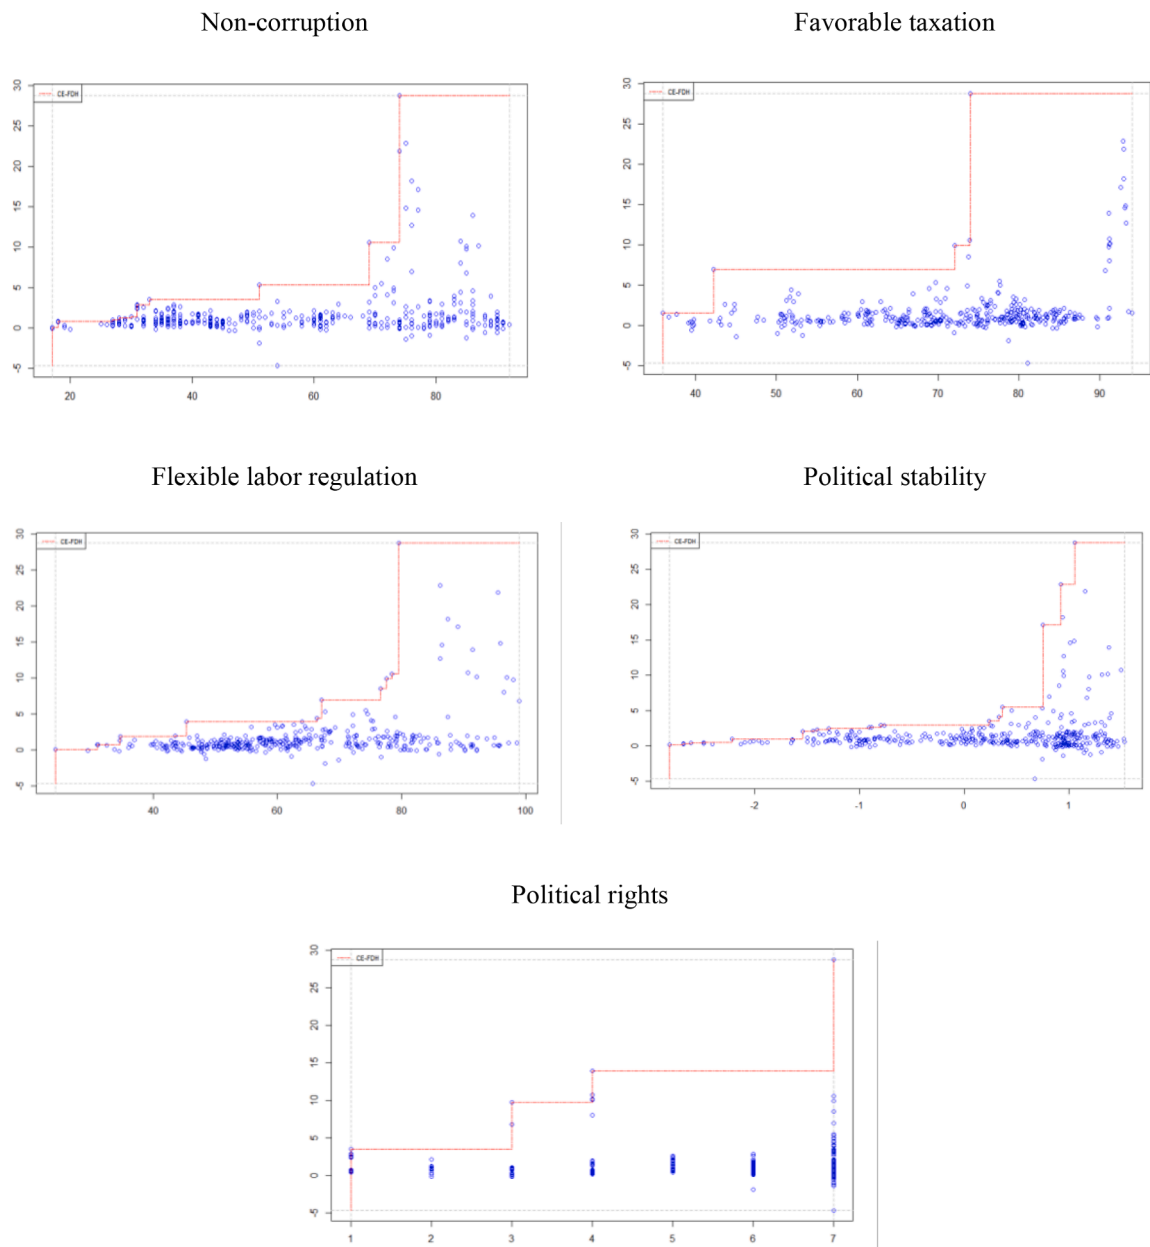 Non-corruption
Favorable taxation
CE-FDH
30
25
20
15
10
5
0
-5
20 40 60 80
CE-FDH
30
25
20
15
10
5
0
-5
40 50 60 70 80 90
Flexible labor regulation
Political stability
CE-FDH
30
25
20
15
10
5
0
-5
40 60 80 100
CE-FDH
30
25
20
15
10
5
0
-5
-2 -1 0 1
Political rights
CE-FDH
30
25
20
15
10
5
0
-5
1 2 3 4 5 6 7